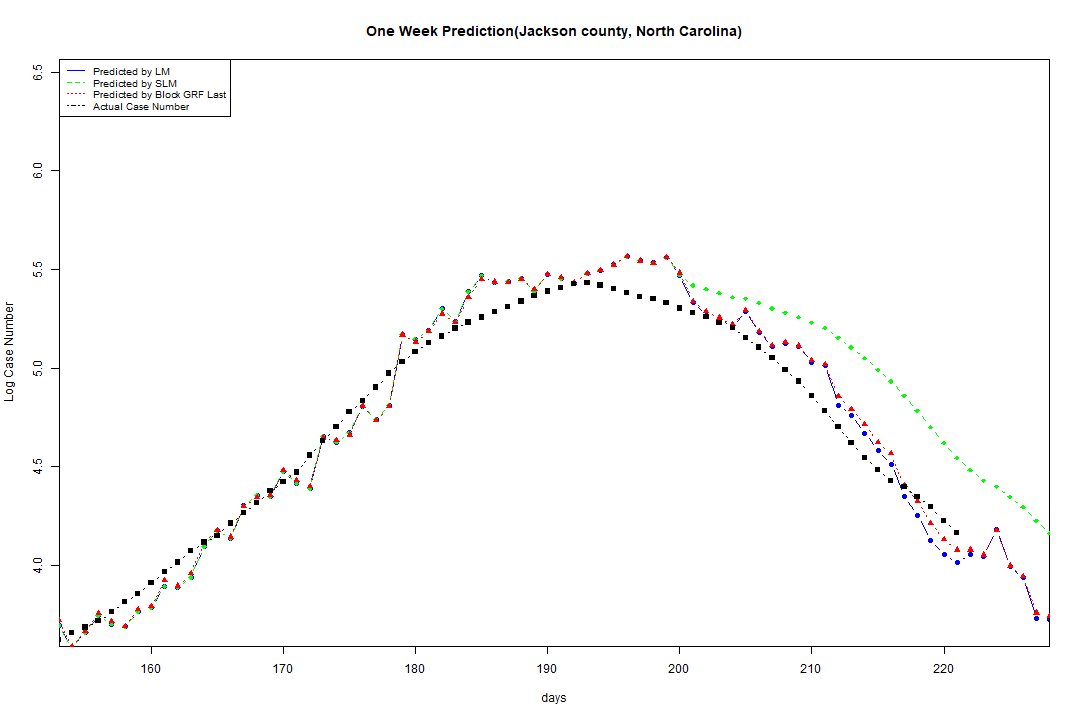 One Week Prediction(Jackson county, North Carolina)
Predicted by LM
Predicted by SLM
Predicted by Block GRF Last
Actual Case Number
6.5
6.0
5.5
5.0
4.5
4.0
Log Case Number
160 170 180 190 200 210 220
days